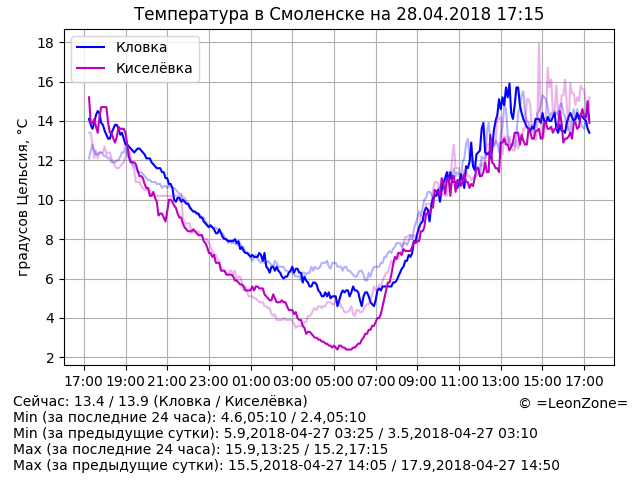 Температура в Смоленске на 28.04.2018 17:15
Кловка
Киселёвка
градусов Цельсия, °C
18
16
14
12
10
8
6
4
2
17:00 19:00 21:00 23:00 01:00 03:00 05:00 07:00 09:00 11:00 13:00 15:00 17:00
Сейчас: 13.4 / 13.9 (Кловка / Киселёвка)
© =LeonZone=
Min (за последние 24 часа): 4.6,05:10 / 2.4,05:10
Min (за предыдущие сутки): 5.9,2018-04-27 03:25 / 3.5,2018-04-27 03:10
Max (за последние 24 часа): 15.9,13:25 / 15.2,17:15
Max (за предыдущие сутки): 15.5,2018-04-27 14:05 / 17.9,2018-04-27 14:50